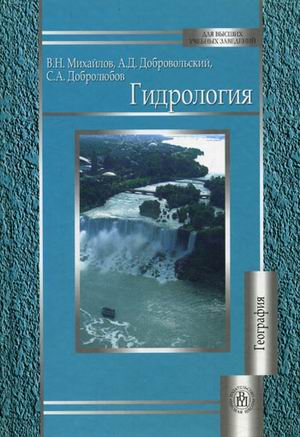 ДЛЯ ВЫСШИХ
УЧЕБНЫХ ЗАВЕДЕНИЙ
В.Н. Михайлов, А.Д. Добровольский,
С.А. Добролюбов
Гидрология
География